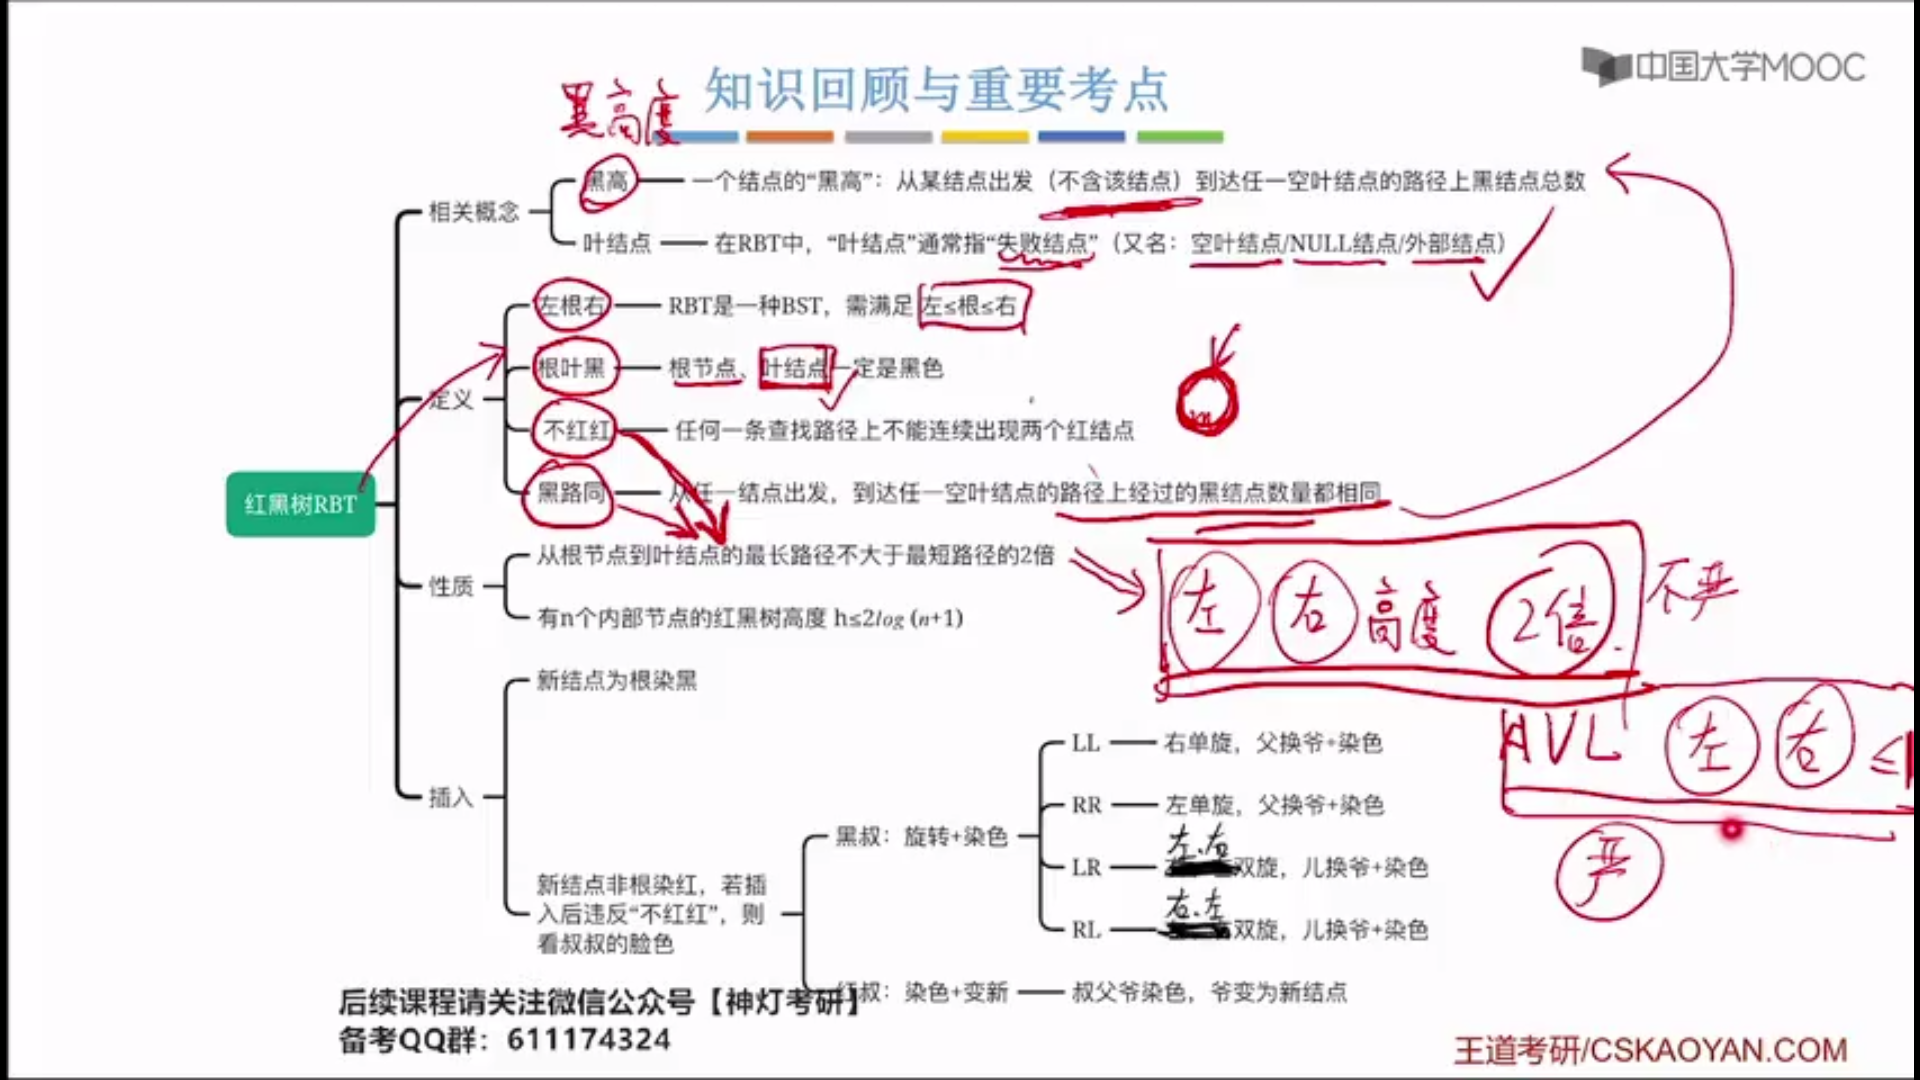 中国大学MOOC
知识回顾与重要考点
黑高度
黑高 一个结点的“黑高”：从某结点出发（不含该结点）到达任一空叶结点的路径上黑结点总数
相关概念
叶结点 在RBT中，“叶结点”通常指“失败结点”（又名：空叶结点/NULL结点/外部结点）
左根右 RBT是一种BST，需满足 左≤根≤右
根叶黑 根节点、叶结点一定是黑色
定义
不红红 任何一条查找路径上不能连续出现两个红结点
黑路同 从任一结点出发，到达任一空叶结点的路径上经过的黑结点数量都相同
红黑树RBT
从根节点到叶结点的最长路径不大于最短路径的2倍
性质
有n个内部节点的红黑树高度 h≤2log (n+1)
左 右 高度 2倍.
不严
新结点为根染黑
AVL 左 右 ≤1
严
LL 右单旋，父换爷+染色
插入
RR 左单旋，父换爷+染色
黑叔：旋转+染色
左.右
LR 双旋，儿换爷+染色
新结点非根染红，若插
入后违反“不红红”，则
看叔叔的脸色
右.左
RL 双旋，儿换爷+染色
红叔：染色+变新 叔父爷染色，爷变为新结点
后续课程请关注微信公众号【神灯考研】
备考QQ群：611174324
王道考研/CSKAOYAN.COM